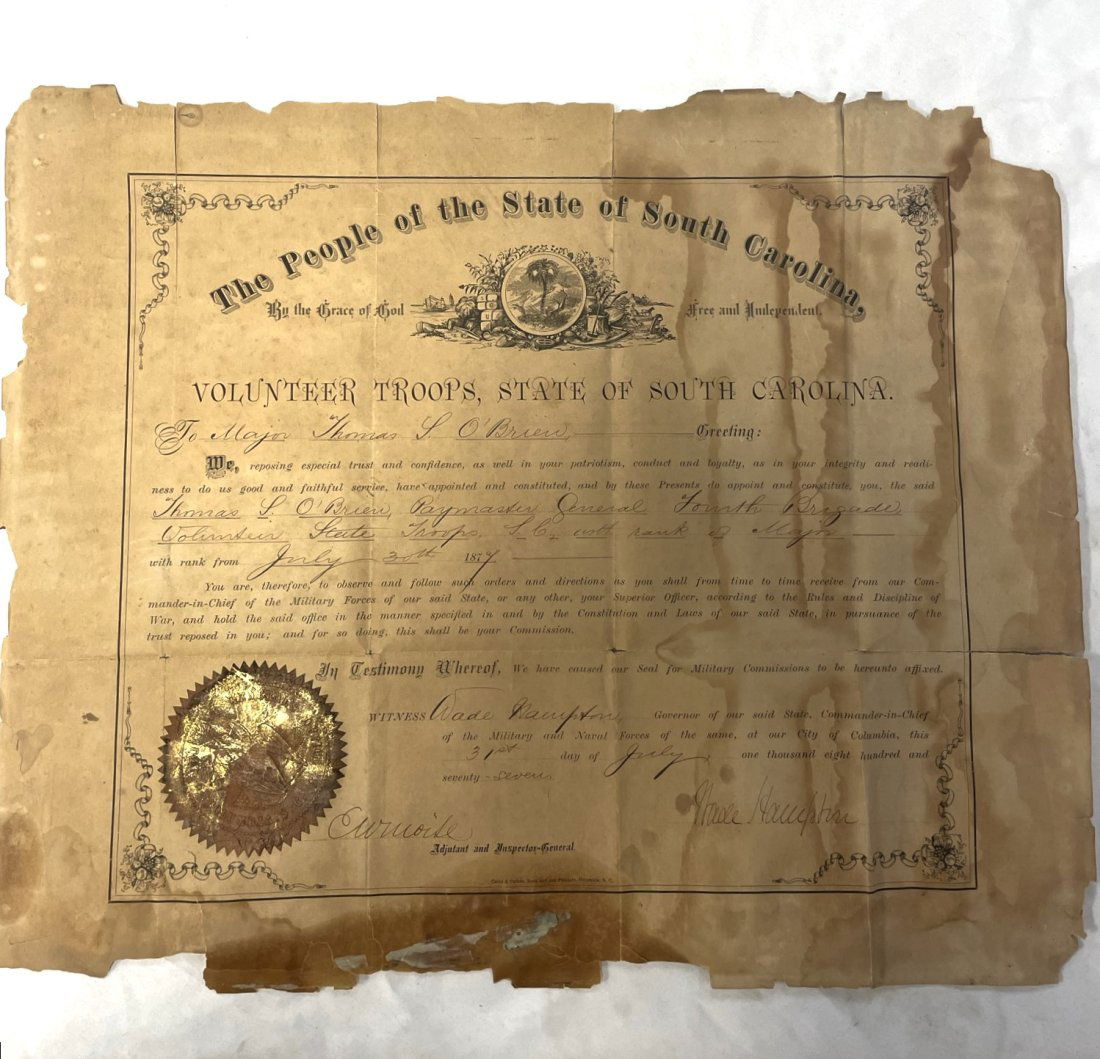 The People of the State of South Carolina,
By the Grace of God Free and Independent.
VOLUNTEER TROOPS, STATE OF SOUTH CAROLINA.
To Major Thomas S. O'Brien, Greeting:
We, reposing especial trust and confidence, as well in your patriotism, conduct and loyalty, as in your integrity and readi-
ness to do us good and faithful service, have appointed and constituted, and by these Presents do appoint and constitute, you, the said
Thomas S. O'Brien, Paymaster General Fourth Brigade
Volunteer State Troops, S.C., with rank of Major
with rank from July 30th 1877
You are, therefore, to observe and follow such orders and directions as you shall from time to time receive from our Com-
mander-in-Chief of the Military Forces of our said State, or any other, your Superior Officer, according to the Rules and Discipline of
War, and hold the said office in the manner specified in and by the Constitution and Laws of our said State, in pursuance of the
trust reposed in you; and for so doing, this shall be your Commission.
In Testimony Whereof, We have caused our Seal for Military Commissions to be hereunto affixed.
WITNESS Wade Hampton, Governor of our said State, Commander-in-Chief
of the Military and Naval Forces of the same, at our City of Columbia, this
31st day of July, one thousand eight hundred and
seventy-seven
E W Moise Wade Hampton
Adjutant and Inspector-General.